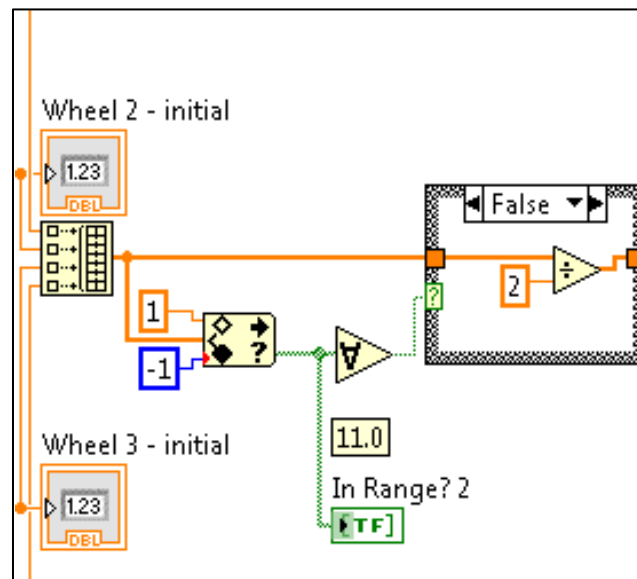 Wheel 2 - initial
1.23
DBL
False
÷
2
?
1
?
-1
∀
11.0
Wheel 3 - initial
1.23
DBL
In Range? 2
TF